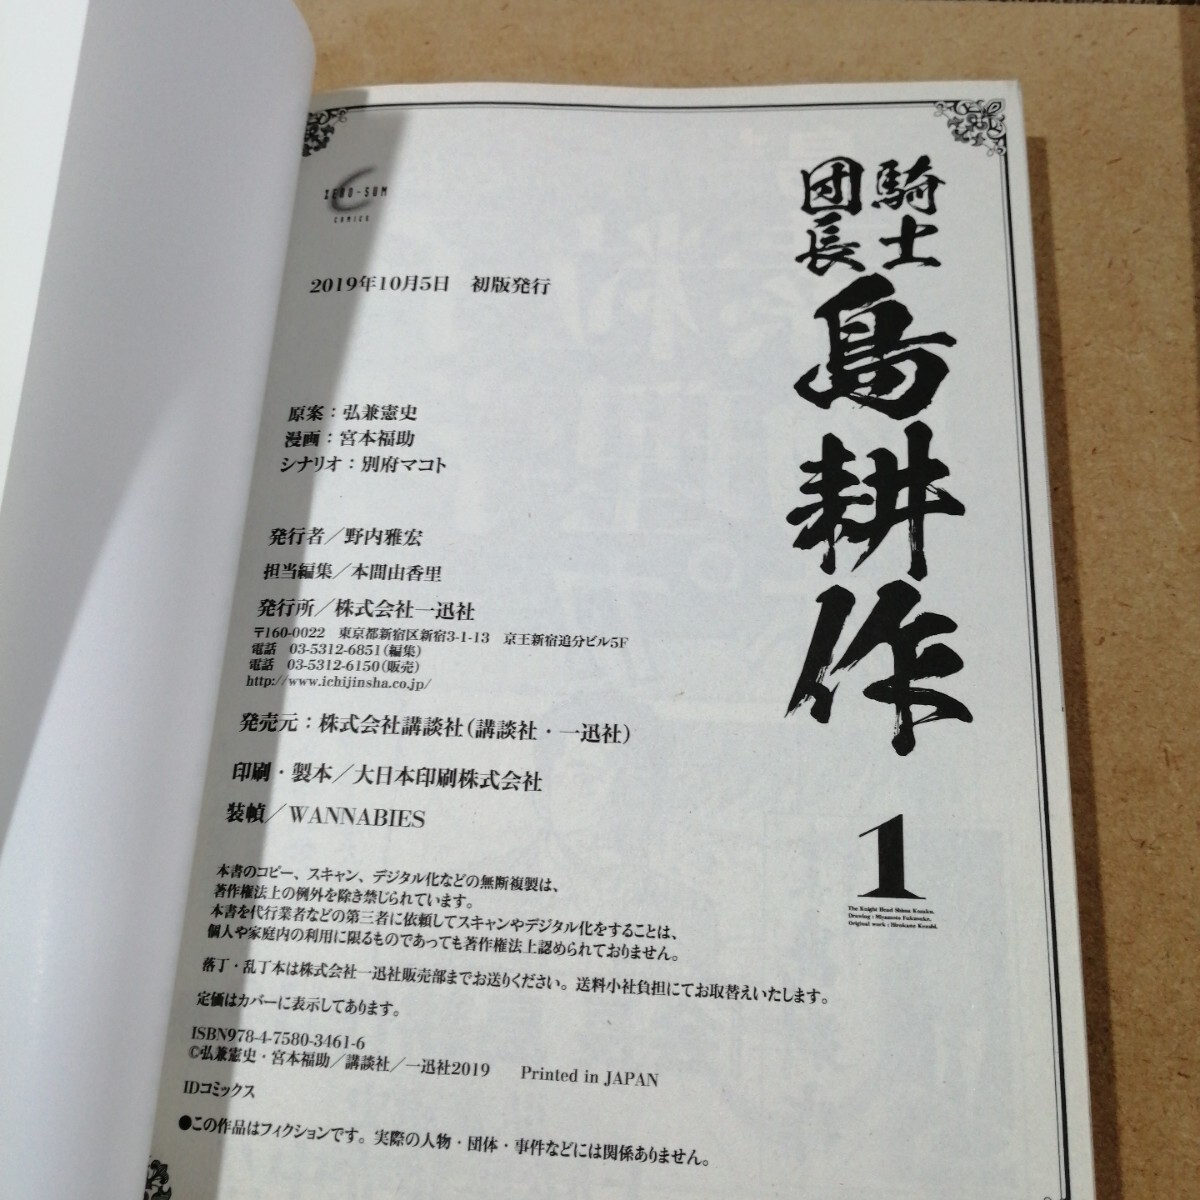 騎士
団長
島耕作
1
The Knight Head Shima Kosaku.
Drawing : Miyamoto Fukusuke.
Original work : Hirokane Kenshi.
ZERO-SUM
COMICS
2019年10月5日　初版発行
原案：弘兼憲史
漫画：宮本福助
シナリオ：別府マコト
発行者／野内雅宏
担当編集／本間由香里
発行所／株式会社一迅社
〒160-0022　東京都新宿区新宿3-1-13　京王新宿追分ビル5F
電話　03-5312-6851（編集）
電話　03-5312-6150（販売）
http://www.ichijinsha.co.jp/
発売元：株式会社講談社（講談社・一迅社）
印刷・製本／大日本印刷株式会社
装幀／WANNABIES
本書のコピー、スキャン、デジタル化などの無断複製は、
著作権法上の例外を除き禁じられています。
本書を代行業者などの第三者に依頼してスキャンやデジタル化をすることは、
個人や家庭内の利用に限るものであっても著作権法上認められておりません。
落丁・乱丁本は株式会社一迅社販売部までお送りください。送料小社負担にてお取替えいたします。
定価はカバーに表示してあります。
ISBN978-4-7580-3461-6
©弘兼憲史・宮本福助／講談社／一迅社2019　Printed in JAPAN
IDコミックス
●この作品はフィクションです。実際の人物・団体・事件などには関係ありません。